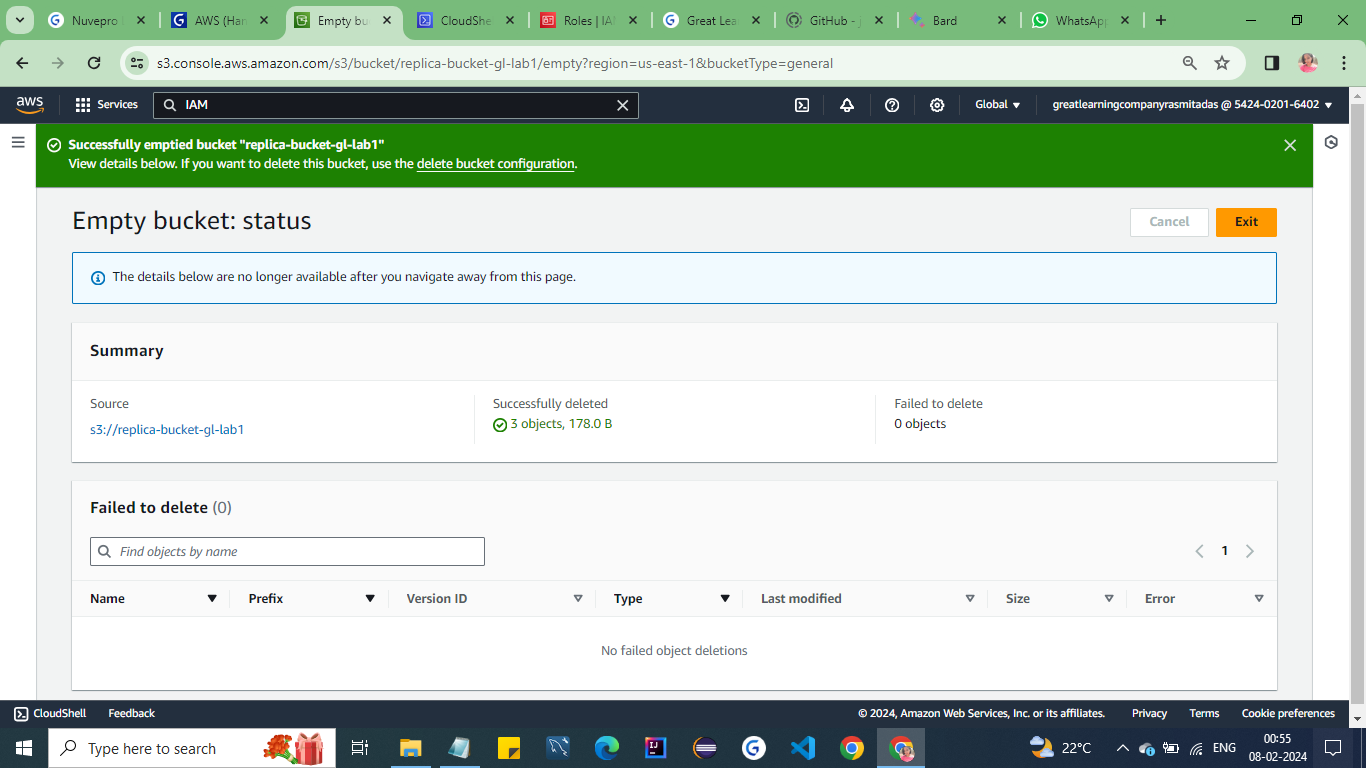 Nuvepro L
AWS (Han
Empty bu
CloudShe
Roles | IA
Great Lea
GitHub - j
Bard
WhatsApp
s3.console.aws.amazon.com/s3/bucket/replica-bucket-gl-lab1/empty?region=us-east-1&bucketType=general
aws Services IAM Global greatlearningcompanyrasmitadas @ 5424-0201-6402
Successfully emptied bucket "replica-bucket-gl-lab1"
View details below. If you want to delete this bucket, use the delete bucket configuration.
Empty bucket: status
Cancel Exit
The details below are no longer available after you navigate away from this page.
Summary
Source Successfully deleted Failed to delete
s3://replica-bucket-gl-lab1 3 objects, 178.0 B 0 objects
Failed to delete (0)
Find objects by name 1
Name Prefix Version ID Type Last modified Size Error
No failed object deletions
CloudShell Feedback © 2024, Amazon Web Services, Inc. or its affiliates. Privacy Terms Cookie preferences
Type here to search 22°C ENG 00:55
08-02-2024